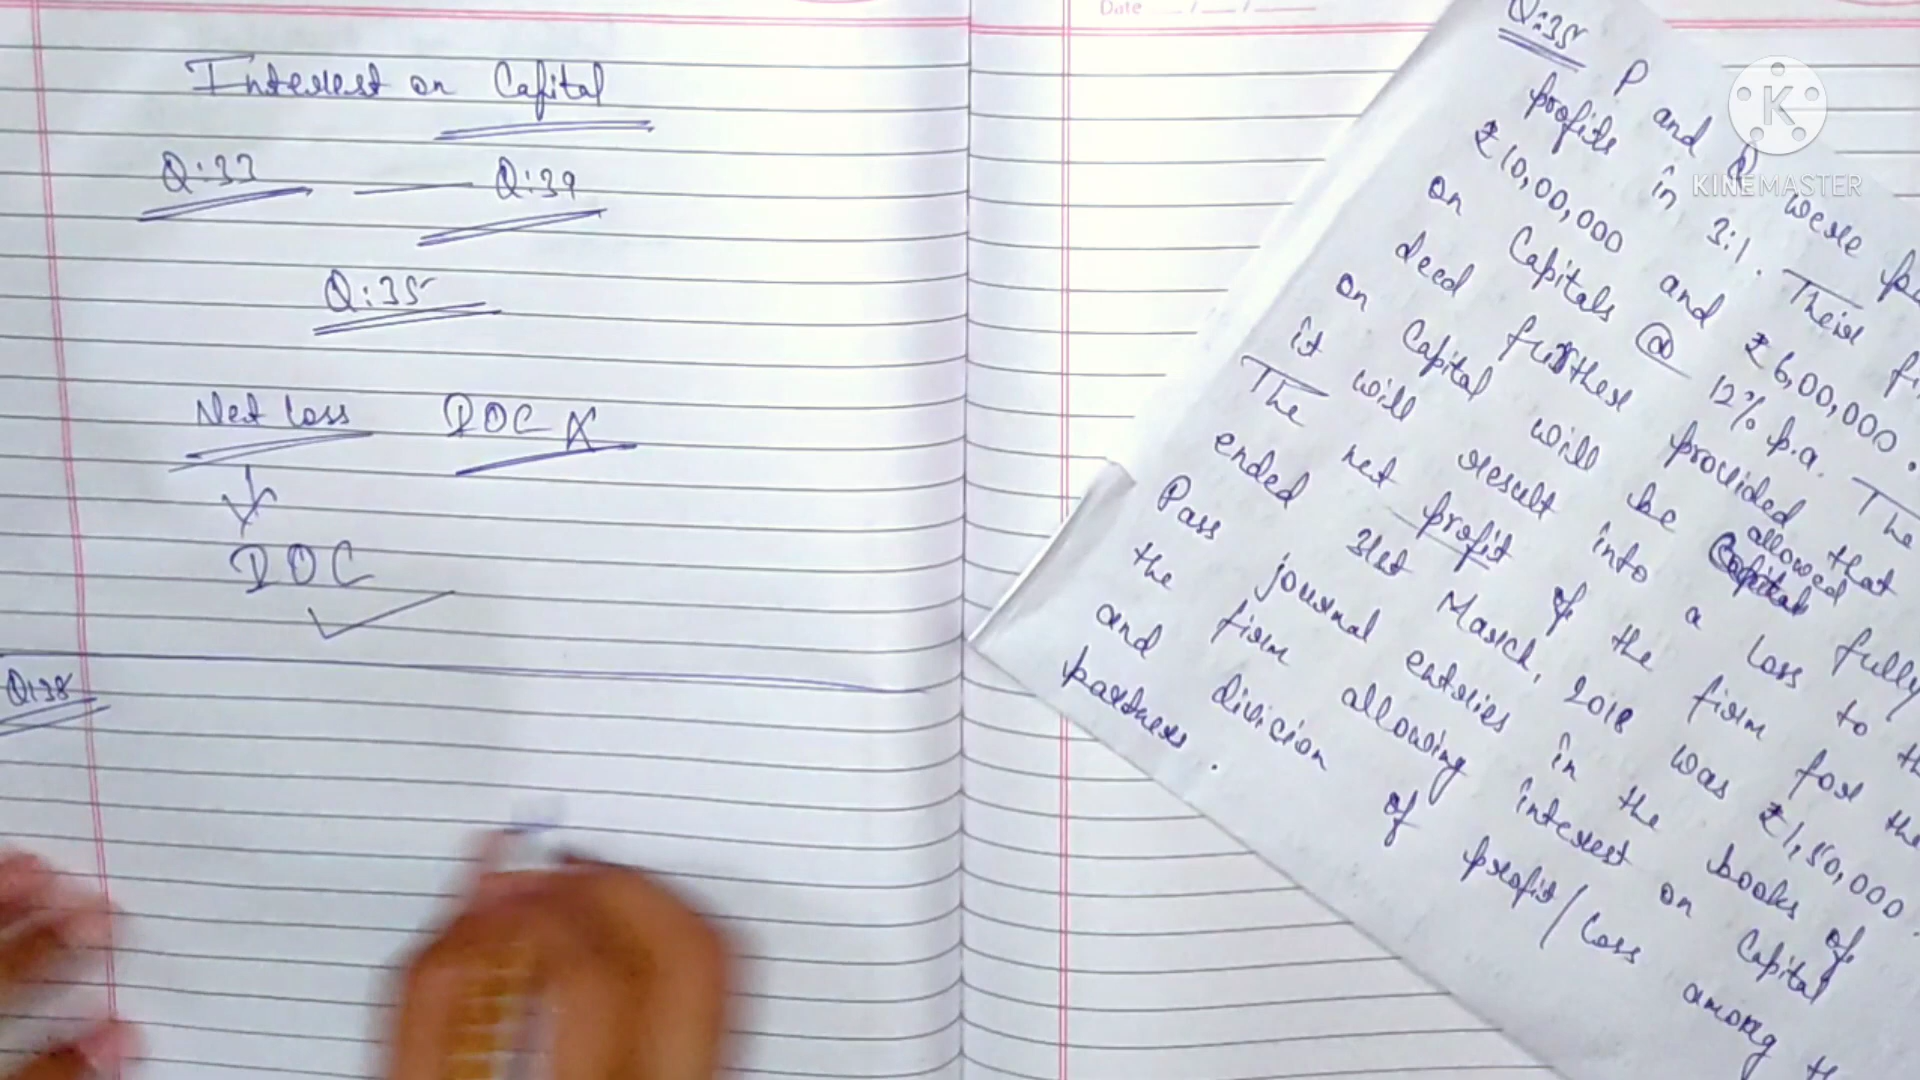 Interest on Capital
Q:33 — Q:39
Q:35
Net loss IOC X
IOC
Q:38
Date / /
Q:35
P and Q were
profits in 3:1. Their
₹10,00,000 and ₹6,00,000.
on Capitals @ 12% p.a. The
deed further provided that
on Capital will be allowed fully
it will result into a loss to
The net profit of the firm for the
ended 31st March, 2018 was ₹1,50,000.
Pass journal entries in the books of
the firm allowing interest on Capital
and division of profit/loss among
partners.
KINEMASTER